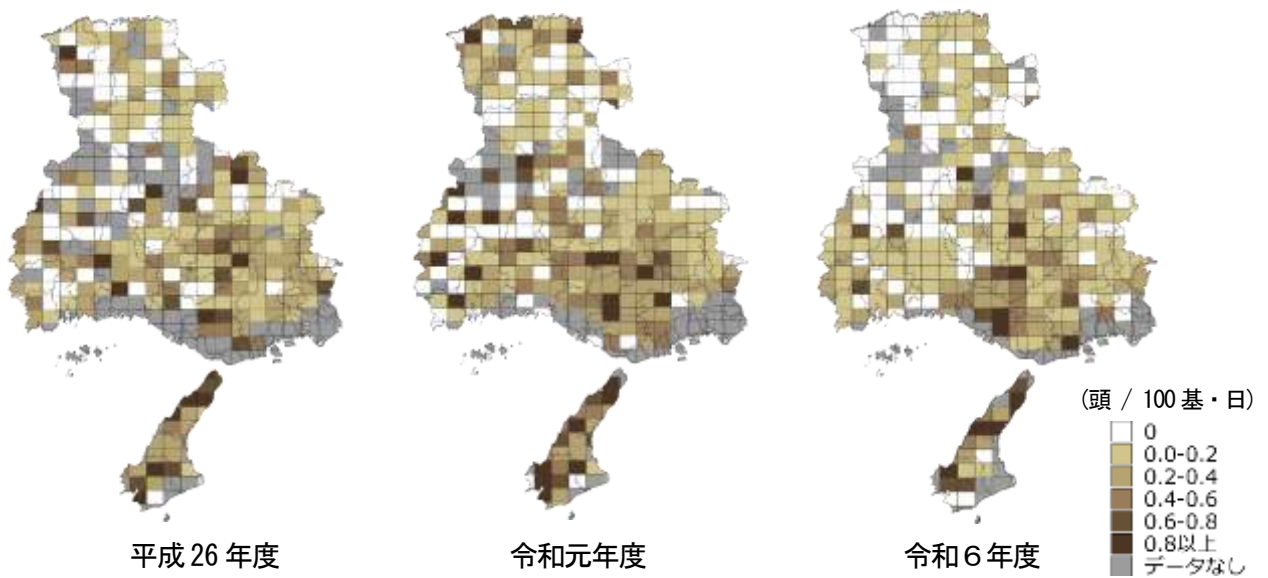 (頭 / 100 基・日)
0
0.0-0.2
0.2-0.4
0.4-0.6
0.6-0.8
0.8以上
データなし
平成 26 年度
令和元年度
令和６年度